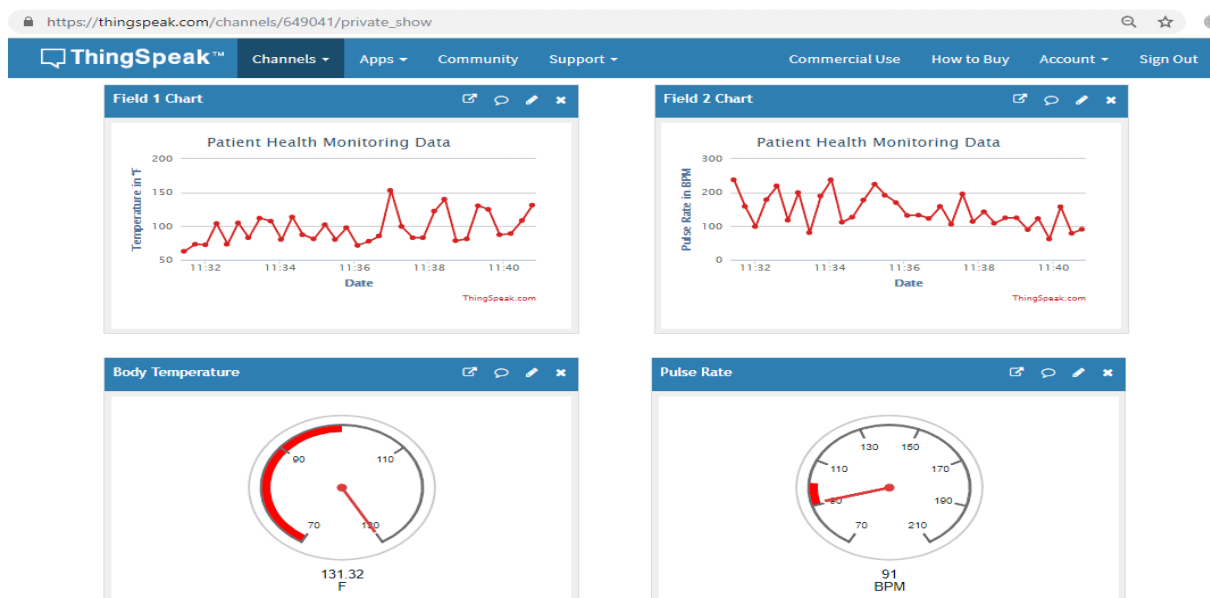 https://thingspeak.com/channels/649041/private_show
ThingSpeak™ Channels Apps Community Support Commercial Use How to Buy Account Sign Out
Field 1 Chart
Patient Health Monitoring Data
Temperature in °F
200
150
100
50
11:32 11:34 11:36 11:38 11:40
Date
ThingSpeak.com
Field 2 Chart
Patient Health Monitoring Data
Pulse Rate in BPM
300
200
100
0
11:32 11:34 11:36 11:38 11:40
Date
ThingSpeak.com
Body Temperature
90 110
70 130
131.32
F
Pulse Rate
130 150
110 170
90 190
70 210
91
BPM